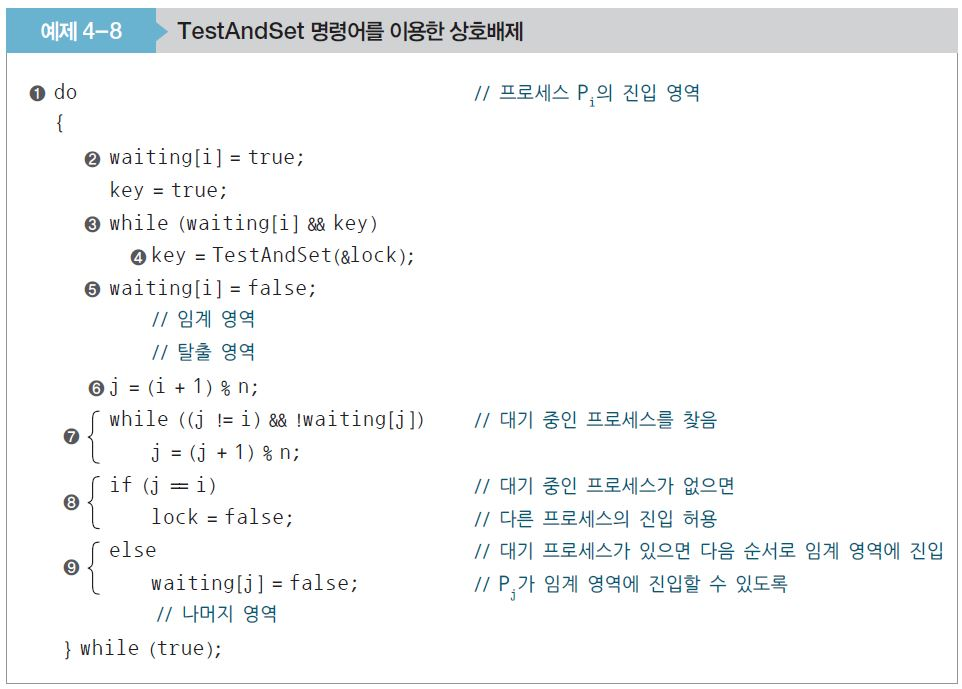 예제 4-8 TestAndSet 명령어를 이용한 상호배제
❶ do // 프로세스 Pi의 진입 영역
{
❷ waiting[i] = true;
key = true;
❸ while (waiting[i] && key)
❹ key = TestAndSet(&lock);
❺ waiting[i] = false;
// 임계 영역
// 탈출 영역
❻ j = (i + 1) % n;
❼ while ((j != i) && !waiting[j]) // 대기 중인 프로세스를 찾음
j = (j + 1) % n;
❽ if (j == i) // 대기 중인 프로세스가 없으면
lock = false; // 다른 프로세스의 진입 허용
❾ else // 대기 프로세스가 있으면 다음 순서로 임계 영역에 진입
waiting[j] = false; // Pj가 임계 영역에 진입할 수 있도록
// 나머지 영역
} while (true);